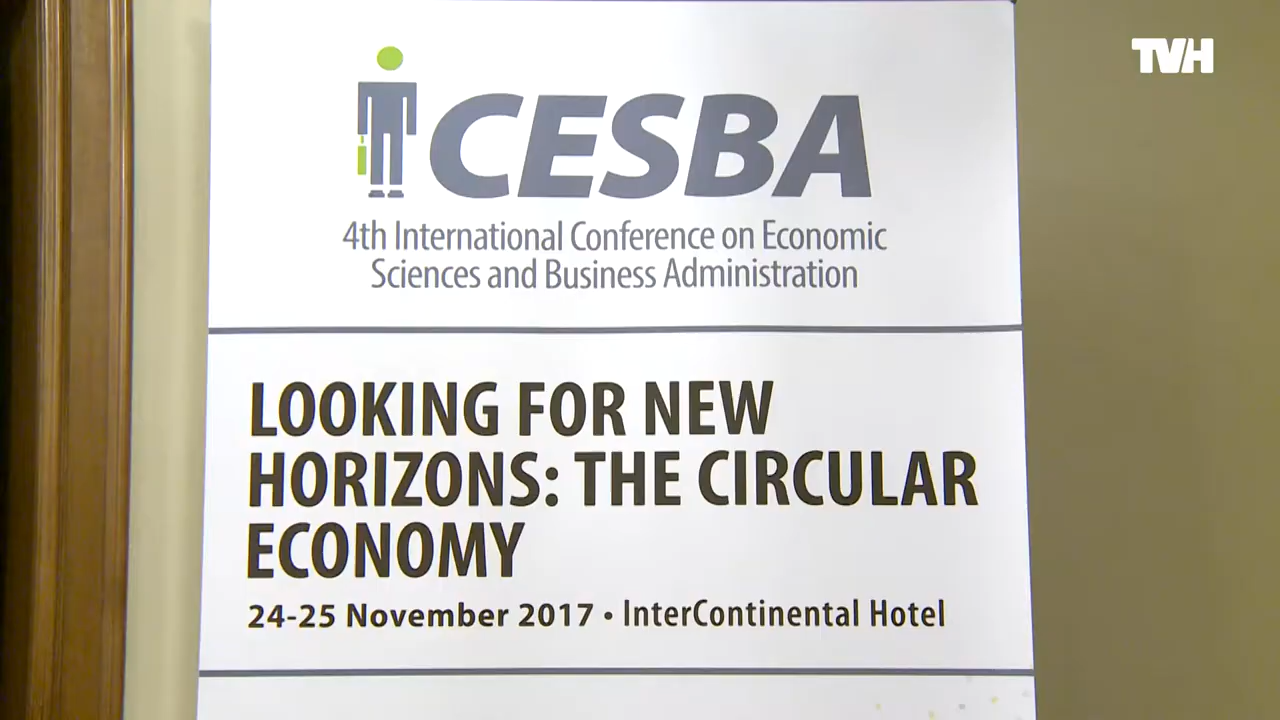 TVH
CESBA
4th International Conference on Economic
Sciences and Business Administration
LOOKING FOR NEW
HORIZONS: THE CIRCULAR
ECONOMY
24-25 November 2017 • InterContinental Hotel